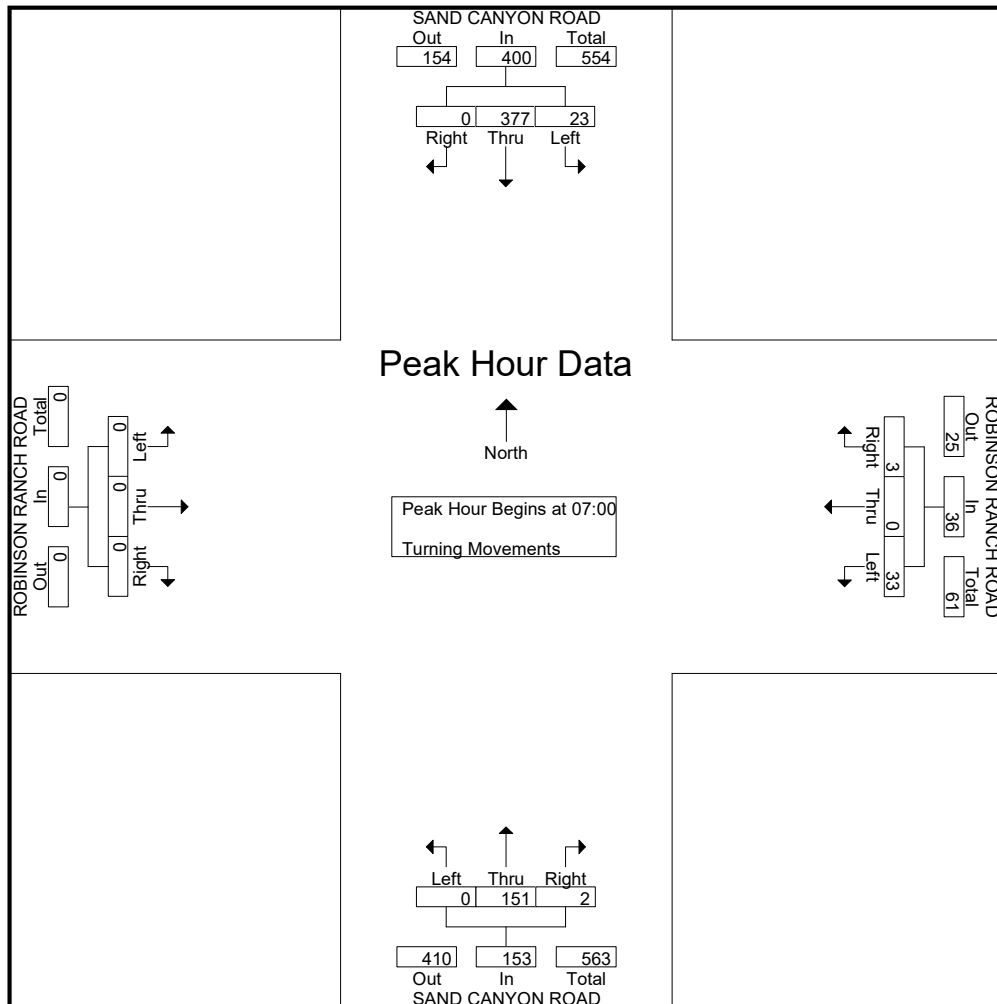 SAND CANYON ROAD
Out In Total
154 400 554
0 377 23
Right Thru Left
Peak Hour Data
North
Peak Hour Begins at 07:00
Turning Movements
ROBINSON RANCH ROAD
Total In Out
0 0 0
0 0 0
Left Thru Right
ROBINSON RANCH ROAD
Out In Total
25 36 61
3 0 33
Right Thru Left
Left Thru Right
0 151 2
410 153 563
Out In Total
SAND CANYON ROAD